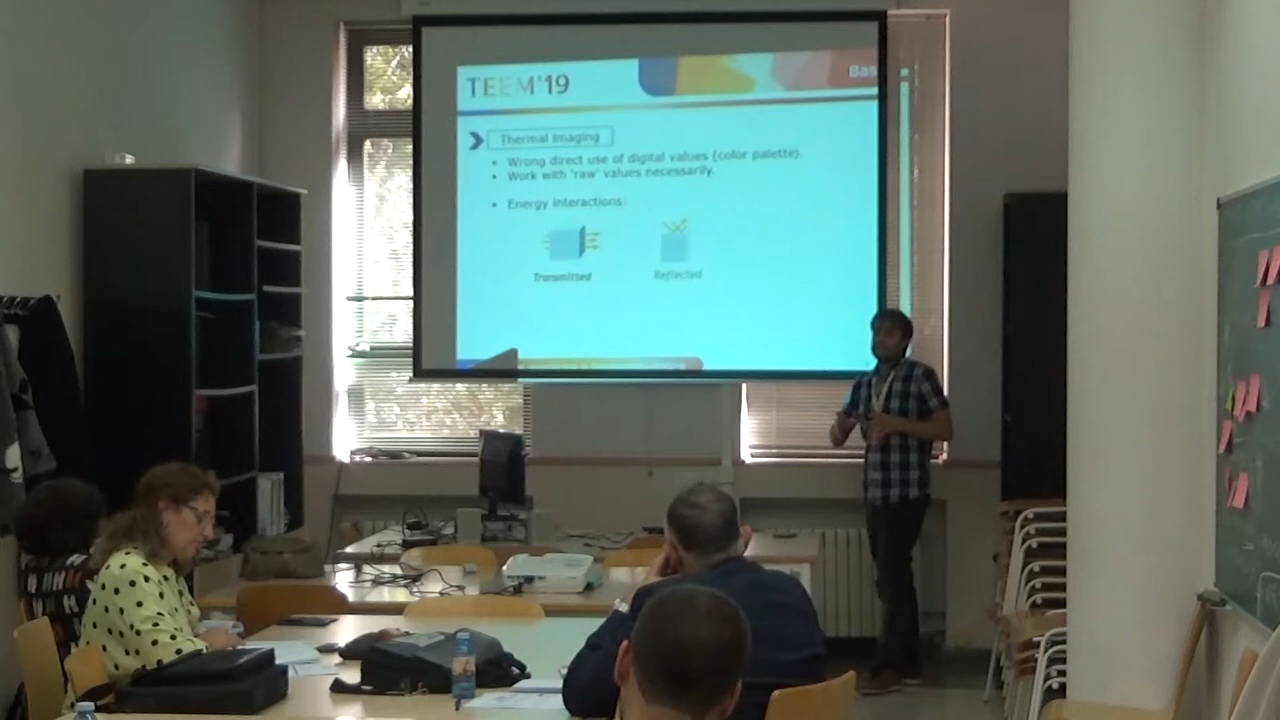 TEEM'19
Bas
Thermal Imaging
• Wrong direct use of digital values (color palette).
• Work with 'raw' values necessarily.
• Energy interactions:
Transmitted
Reflected